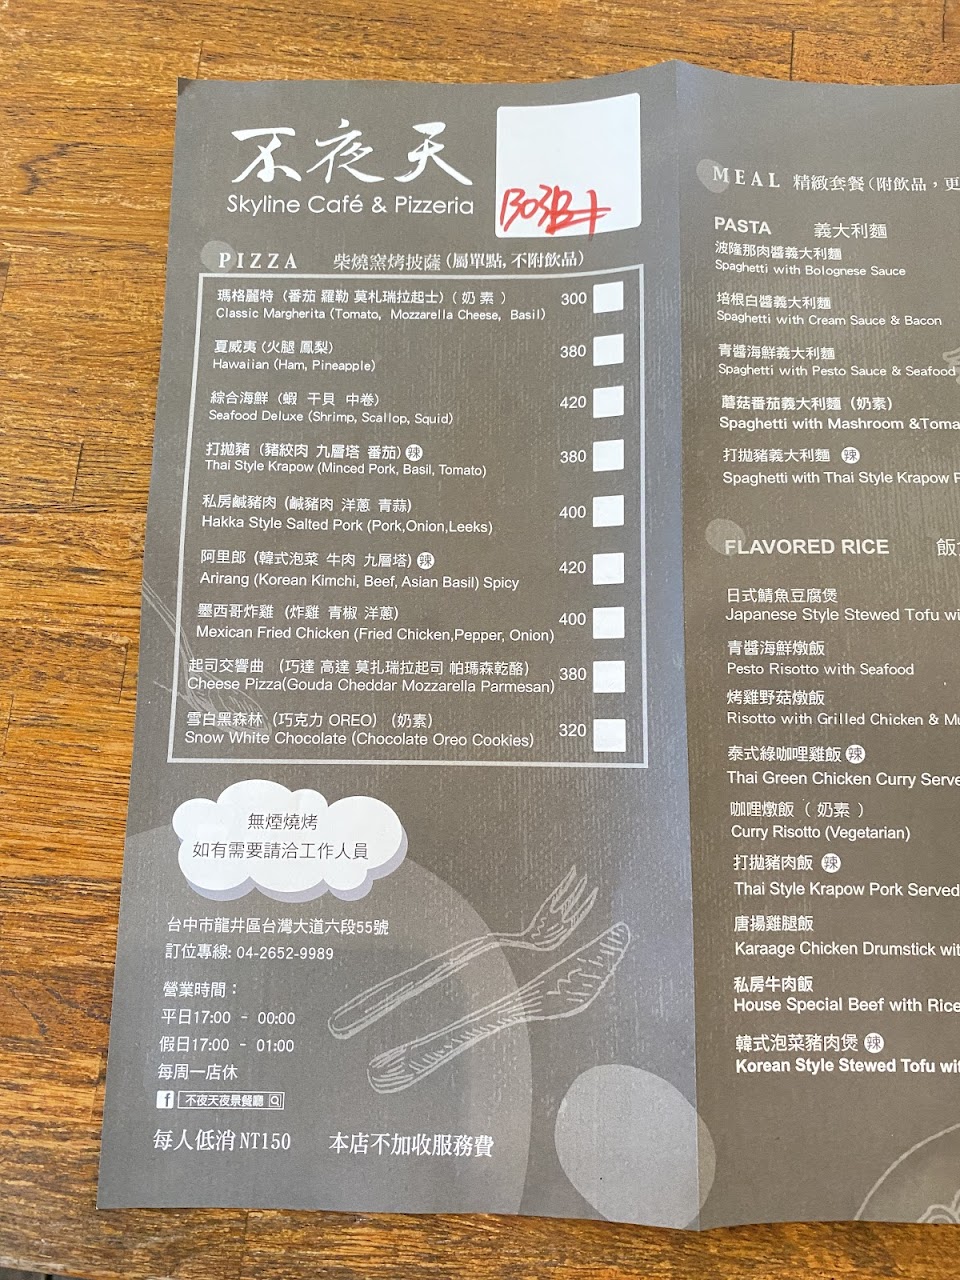 不夜天
Skyline Café & Pizzeria
PIZZA 柴燒窯烤披薩(屬單點,不附飲品)
瑪格麗特（番茄 羅勒 莫札瑞拉起士）（奶素） 300
Classic Margherita (Tomato, Mozzarella Cheese, Basil)
夏威夷 (火腿 鳳梨) 380
Hawaiian (Ham, Pineapple)
綜合海鮮（蝦 干貝 中卷） 420
Seafood Deluxe (Shrimp, Scallop, Squid)
打拋豬（豬絞肉 九層塔 番茄) 辣 380
Thai Style Krapow (Minced Pork, Basil, Tomato)
私房鹹豬肉（鹹豬肉 洋蔥 青蒜） 400
Hakka Style Salted Pork (Pork,Onion,Leeks)
阿里郎（韓式泡菜 牛肉 九層塔) 辣 420
Arirang (Korean Kimchi, Beef, Asian Basil) Spicy
墨西哥炸雞（炸雞 青椒 洋蔥） 400
Mexican Fried Chicken (Fried Chicken,Pepper, Onion)
起司交響曲（巧達 高達 莫扎瑞拉起司 帕瑪森乾酪） 380
Cheese Pizza(Gouda Cheddar Mozzarella Parmesan)
雪白黑森林（巧克力 OREO）（奶素） 320
Snow White Chocolate (Chocolate Oreo Cookies)
無煙燒烤
如有需要請洽工作人員
台中市龍井區台灣大道六段55號
訂位專線: 04-2652-9989
營業時間：
平日17:00 - 00:00
假日17:00 - 01:00
每周一店休
f 不夜天夜景餐廳
每人低消 NT150 本店不加收服務費
MEAL 精緻套餐(附飲品，更
PASTA 義大利麵
波隆那肉醬義大利麵
Spaghetti with Bolognese Sauce
培根白醬義大利麵
Spaghetti with Cream Sauce & Bacon
青醬海鮮義大利麵
Spaghetti with Pesto Sauce & Seafood
蘑菇番茄義大利麵（奶素）
Spaghetti with Mashroom &Toma
打拋豬義大利麵 辣
Spaghetti with Thai Style Krapow P
FLAVORED RICE 飯
日式鯖魚豆腐煲
Japanese Style Stewed Tofu wi
青醬海鮮燉飯
Pesto Risotto with Seafood
烤雞野菇燉飯
Risotto with Grilled Chicken & Mu
泰式綠咖哩雞飯 辣
Thai Green Chicken Curry Serve
咖哩燉飯（奶素）
Curry Risotto (Vegetarian)
打拋豬肉飯 辣
Thai Style Krapow Pork Served
唐揚雞腿飯
Karaage Chicken Drumstick wit
私房牛肉飯
House Special Beef with Rice
韓式泡菜豬肉煲 辣
Korean Style Stewed Tofu wit